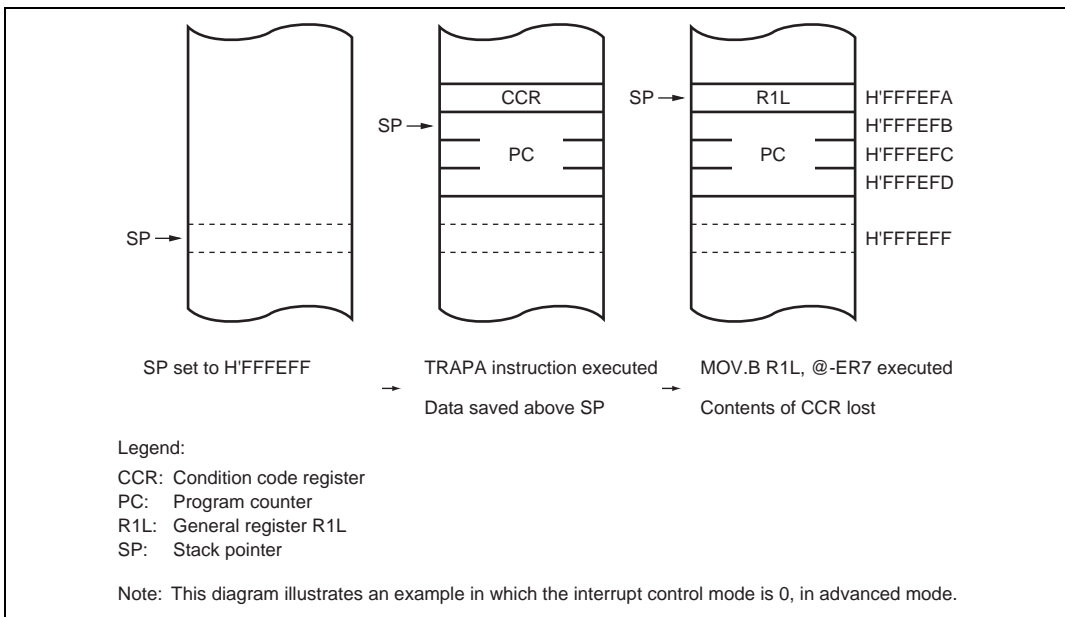 CCR
SP
R1L
H'FFFEFA
SP
H'FFFEFB
PC
PC
H'FFFEFC
H'FFFEFD
SP
H'FFFEFF
SP set to H'FFFEFF
TRAPA instruction executed
MOV.B R1L, @-ER7 executed
Data saved above SP
Contents of CCR lost
Legend:
CCR: Condition code register
PC: Program counter
R1L: General register R1L
SP: Stack pointer
Note: This diagram illustrates an example in which the interrupt control mode is 0, in advanced mode.